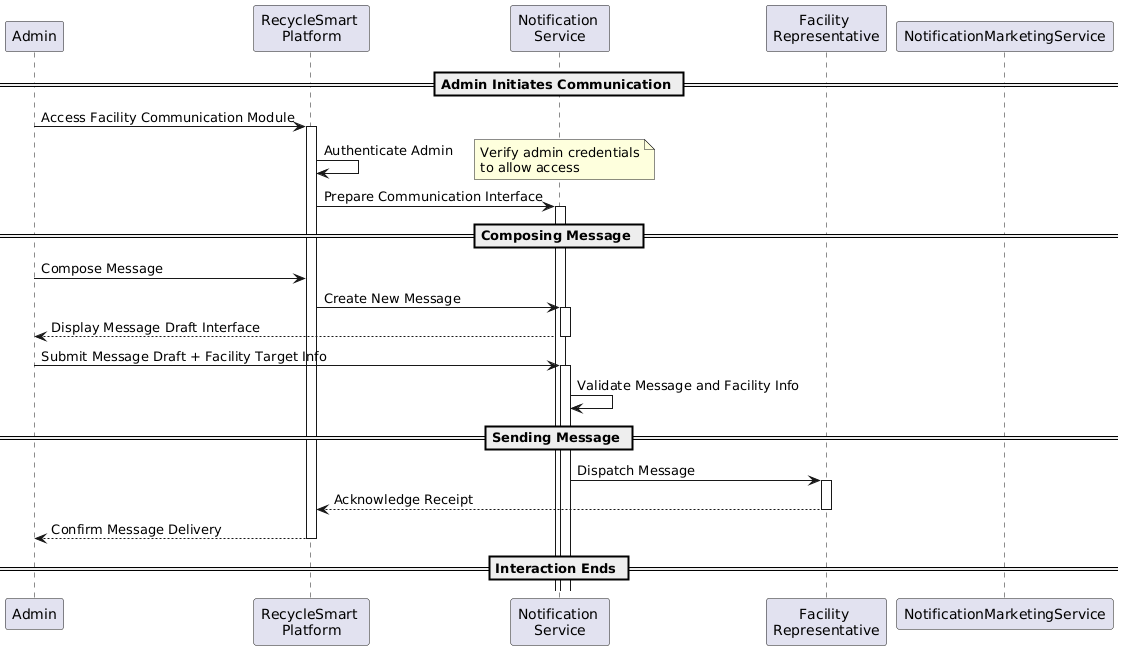 Admin
RecycleSmart
Platform
Notification
Service
Facility
Representative
NotificationMarketingService
Admin Initiates Communication
Access Facility Communication Module
Authenticate Admin
Verify admin credentials
to allow access
Prepare Communication Interface
Composing Message
Compose Message
Create New Message
Display Message Draft Interface
Submit Message Draft + Facility Target Info
Validate Message and Facility Info
Sending Message
Dispatch Message
Acknowledge Receipt
Confirm Message Delivery
Interaction Ends
Admin
RecycleSmart
Platform
Notification
Service
Facility
Representative
NotificationMarketingService